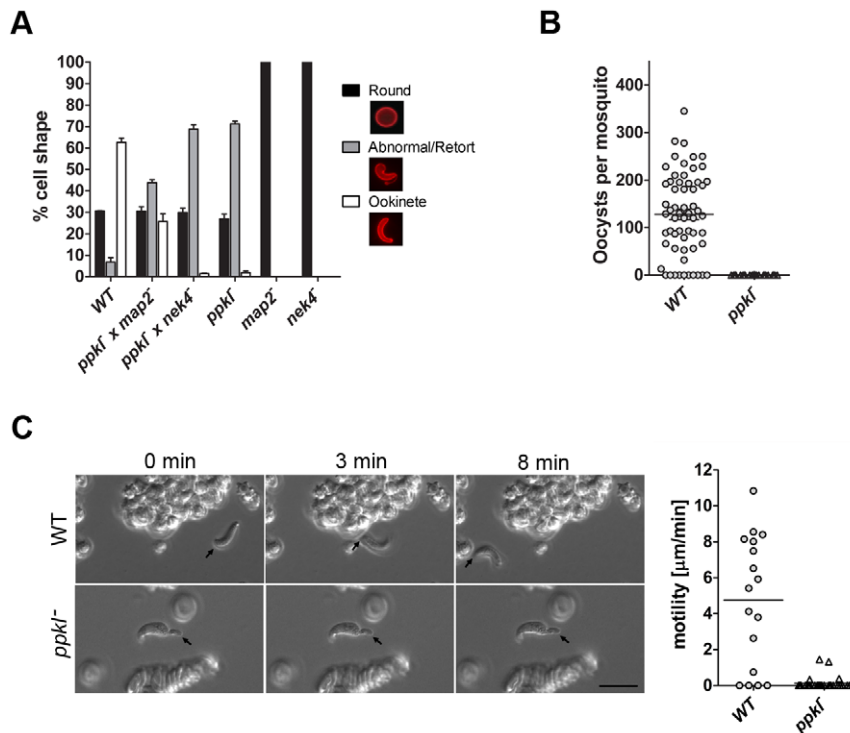 A
% cell shape
100
90
80
70
60
50
40
30
20
10
0
WT
ppkl⁻ x map2⁻
ppkl⁻ x nek4⁻
ppkl⁻
map2⁻
nek4⁻
Round
Abnormal/Retort
Ookinete
B
Oocysts per mosquito
400
300
200
100
0
WT
ppkl⁻
C
0 min
3 min
8 min
WT
ppkl⁻
motility [µm/min]
12
10
8
6
4
2
0
WT
ppkl⁻